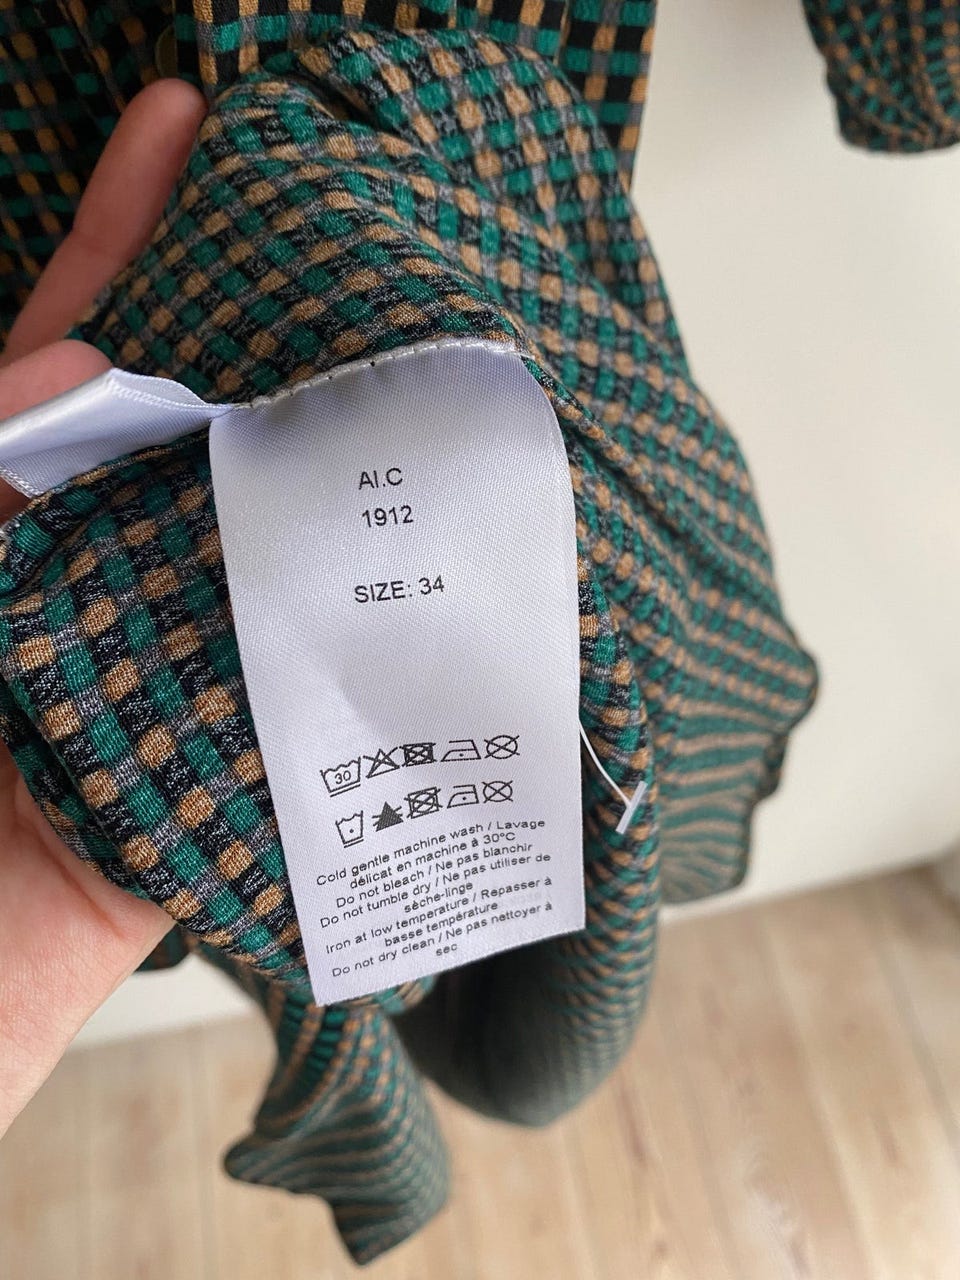 AI.C
1912
SIZE: 34
30
Cold gentle machine wash / Lavage
délicat en machine à 30°C
Do not bleach / Ne pas blanchir
Do not tumble dry / Ne pas utiliser de
sèche-linge
Iron at low temperature / Repasser à
basse température
Do not dry clean / Ne pas nettoyer à
sec